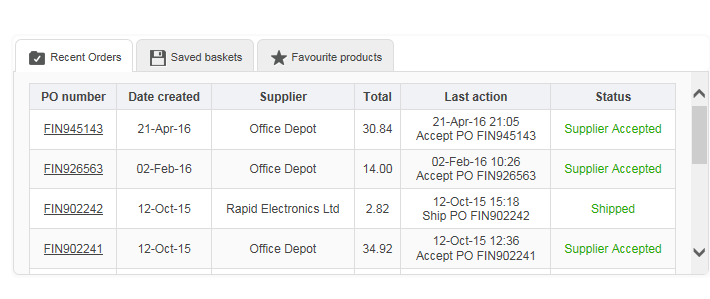 Recent Orders Saved baskets Favourite products
PO number Date created Supplier Total Last action Status
FIN945143 21-Apr-16 Office Depot 30.84 21-Apr-16 21:05 Supplier Accepted
Accept PO FIN945143
FIN926563 02-Feb-16 Office Depot 14.00 02-Feb-16 10:26 Supplier Accepted
Accept PO FIN926563
FIN902242 12-Oct-15 Rapid Electronics Ltd 2.82 12-Oct-15 15:18 Shipped
Ship PO FIN902242
FIN902241 12-Oct-15 Office Depot 34.92 12-Oct-15 12:36 Supplier Accepted
Accept PO FIN902241